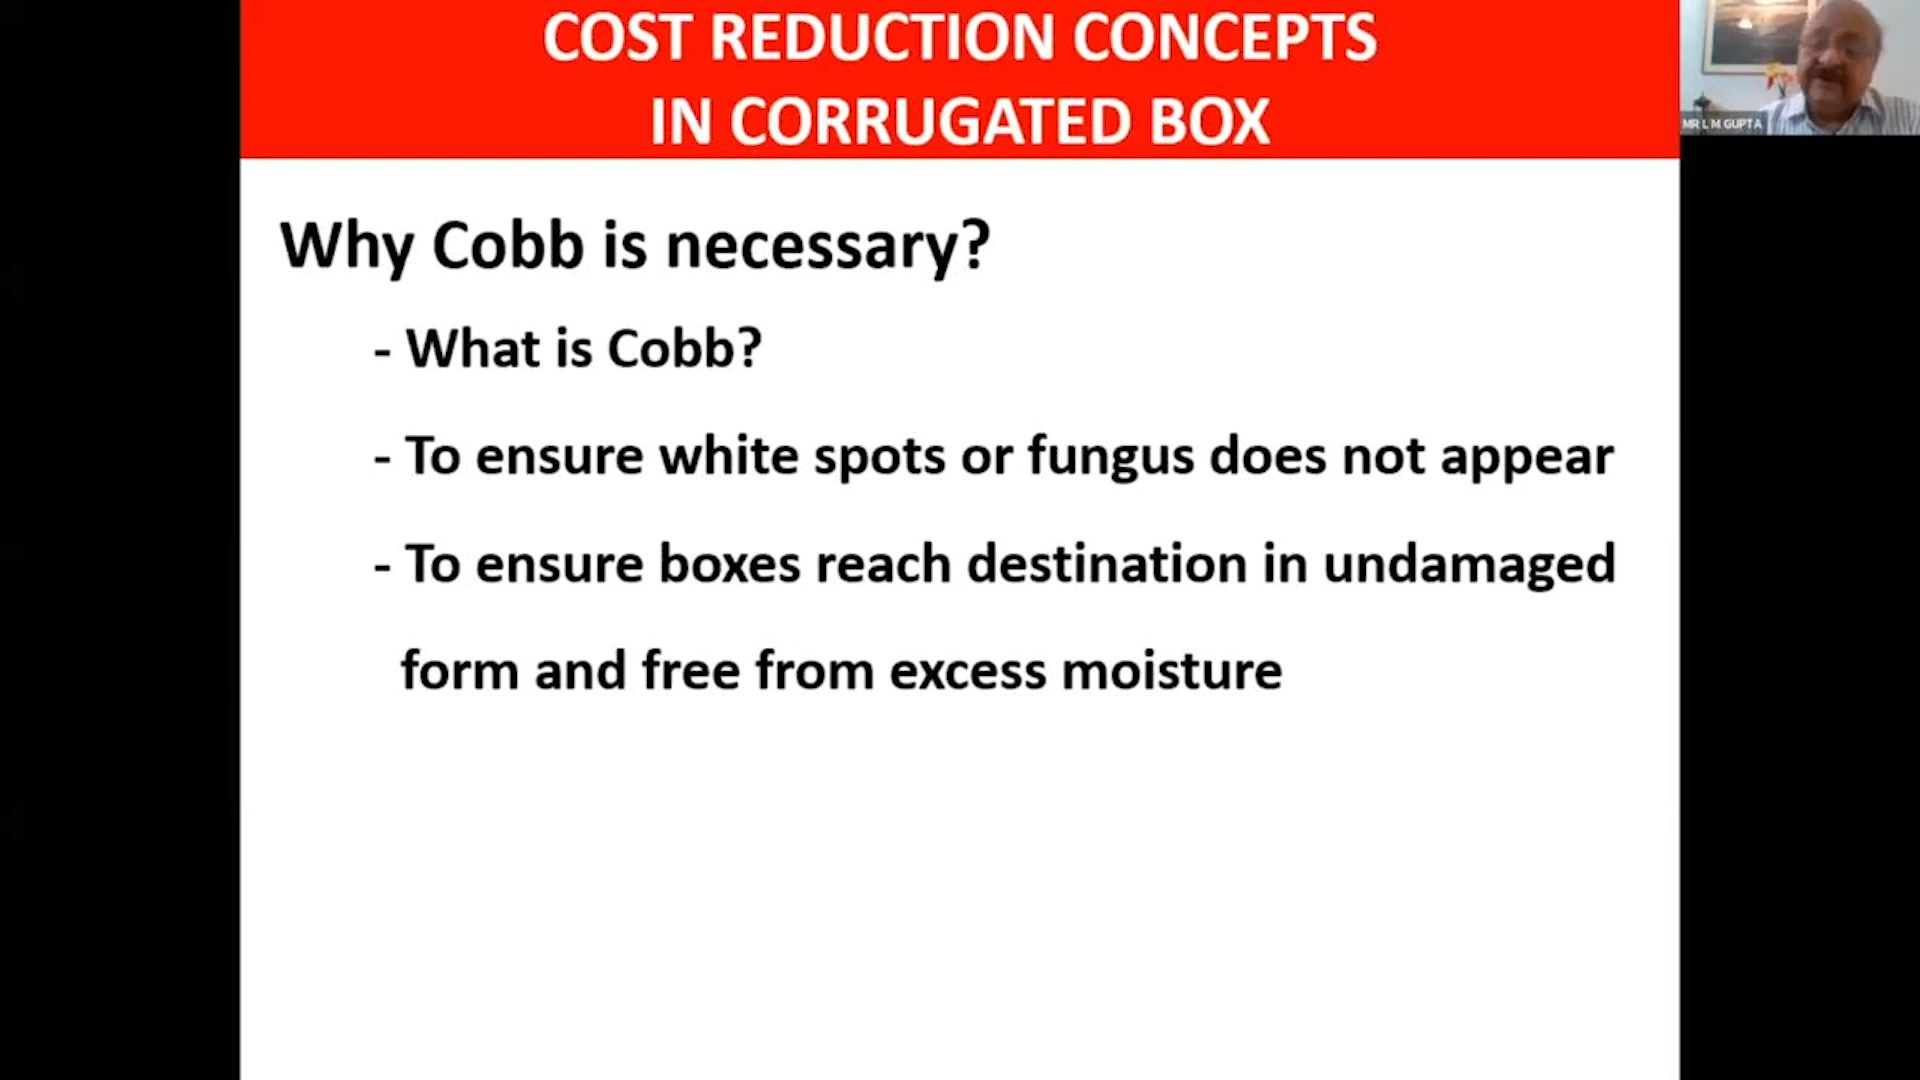 COST REDUCTION CONCEPTS
IN CORRUGATED BOX
MR L M GUPTA
Why Cobb is necessary?
- What is Cobb?
- To ensure white spots or fungus does not appear
- To ensure boxes reach destination in undamaged
form and free from excess moisture